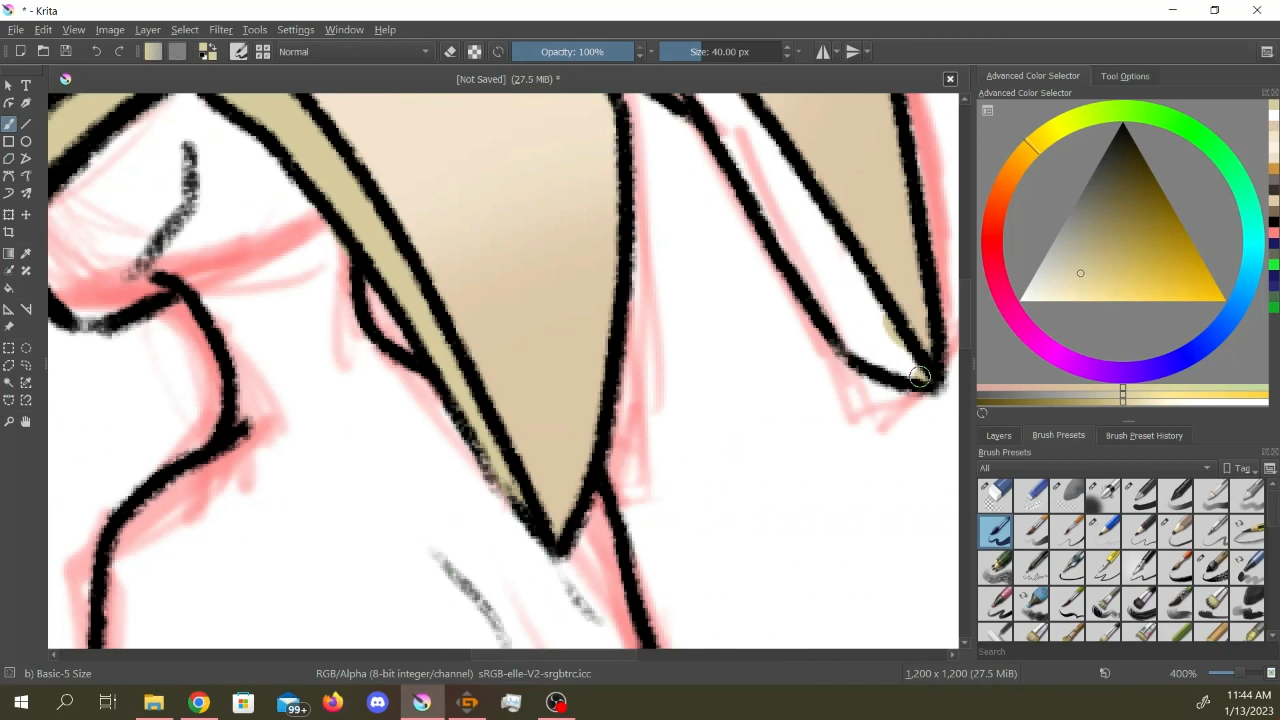 * - Krita
File Edit View Image Layer Select Filter Tools Settings Window Help
Normal Opacity: 100% Size: 40.00 px
[Not Saved] (27.5 MiB) *
Advanced Color Selector Tool Options
Advanced Color Selector
Layers Brush Presets Brush Preset History
Brush Presets
All Tag
Search
b) Basic-5 Size RGB/Alpha (8-bit integer/channel) sRGB-elle-V2-srgbtrc.icc 1,200 x 1,200 (27.5 MiB) 400%
99+
11:44 AM
1/13/2023